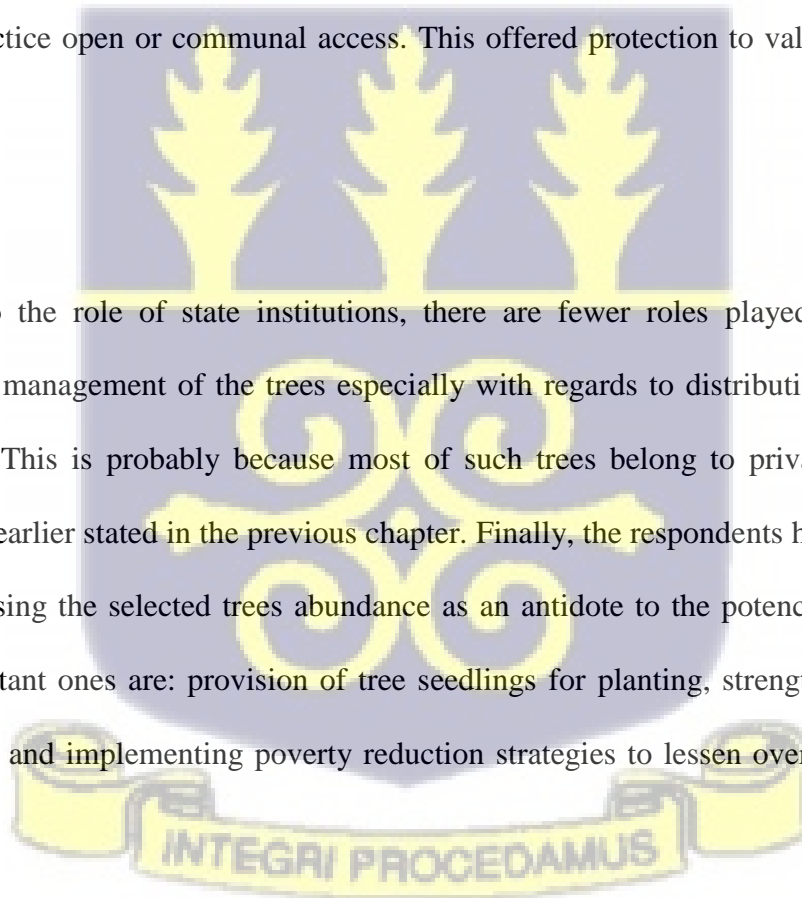 practice open or communal access. This offered protection to val
the role of state institutions, there are fewer roles played
management of the trees especially with regards to distributi
This is probably because most of such trees belong to priva
earlier stated in the previous chapter. Finally, the respondents h
sing the selected trees abundance as an antidote to the potenc
tant ones are: provision of tree seedlings for planting, streng
and implementing poverty reduction strategies to lessen over
INTEGRI PROCEDAMUS